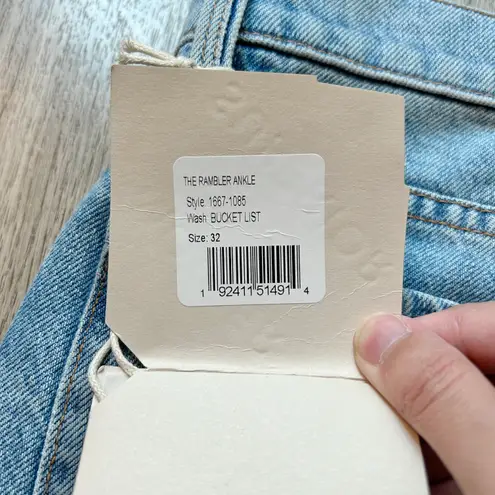 THE RAMBLER ANKLE
Style: 1667-1085
Wash: BUCKET LIST
Size: 32
1 92411 51491 4